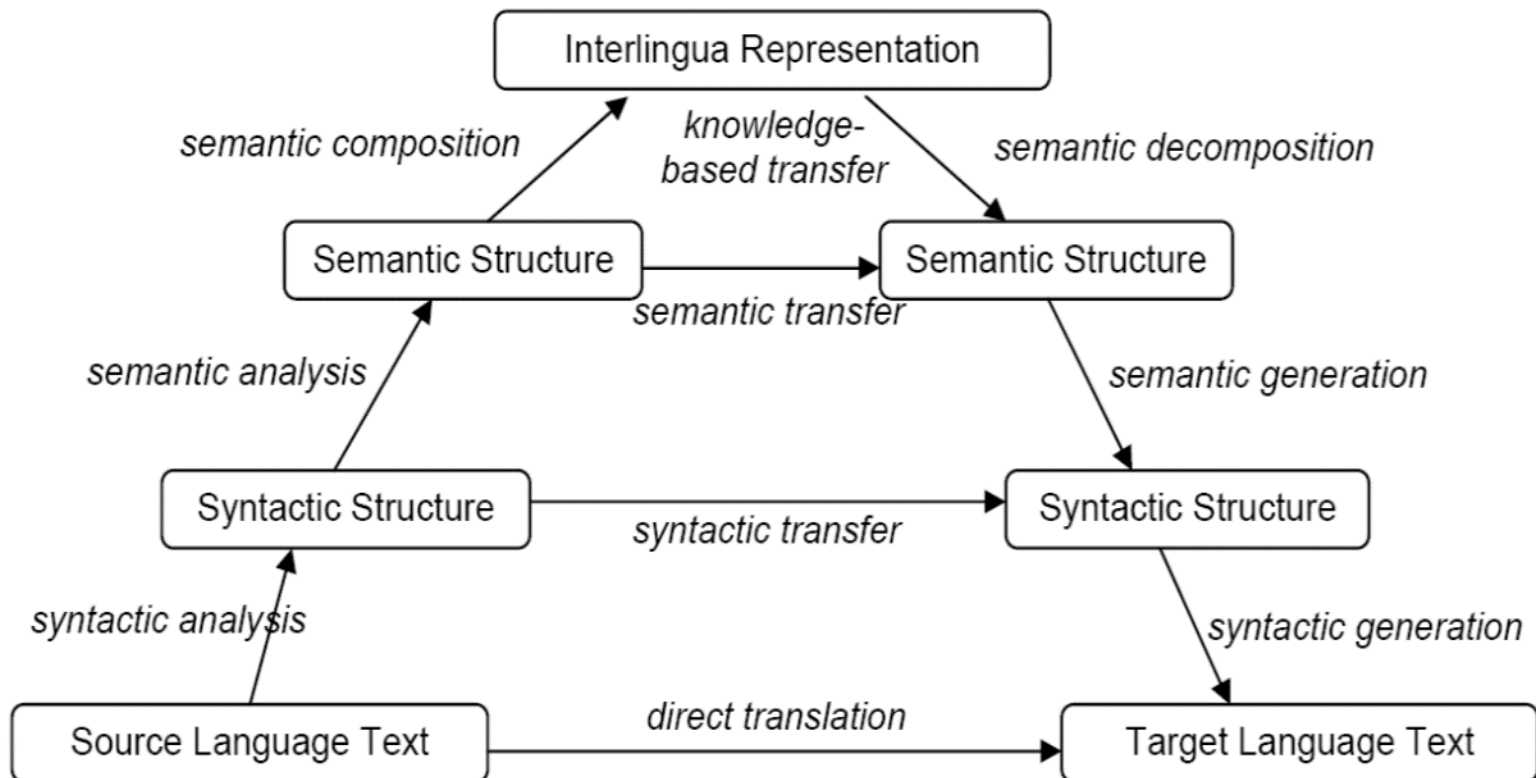 Interlingua Representation
semantic composition
knowledge-
based transfer
semantic decomposition
Semantic Structure
Semantic Structure
semantic transfer
semantic analysis
semantic generation
Syntactic Structure
Syntactic Structure
syntactic transfer
syntactic analysis
syntactic generation
direct translation
Source Language Text
Target Language Text